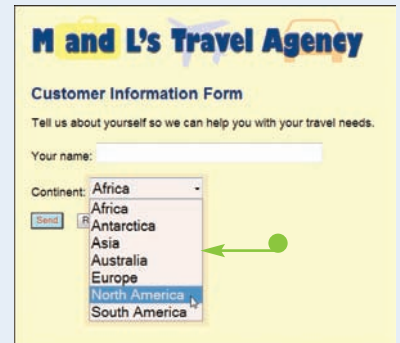 M and L's Travel Agency
Customer Information Form
Tell us about yourself so we can help you with your travel needs.
Your name:
Continent: Africa
Africa
Send
Antarctica
Asia
Australia
Europe
North America
South America